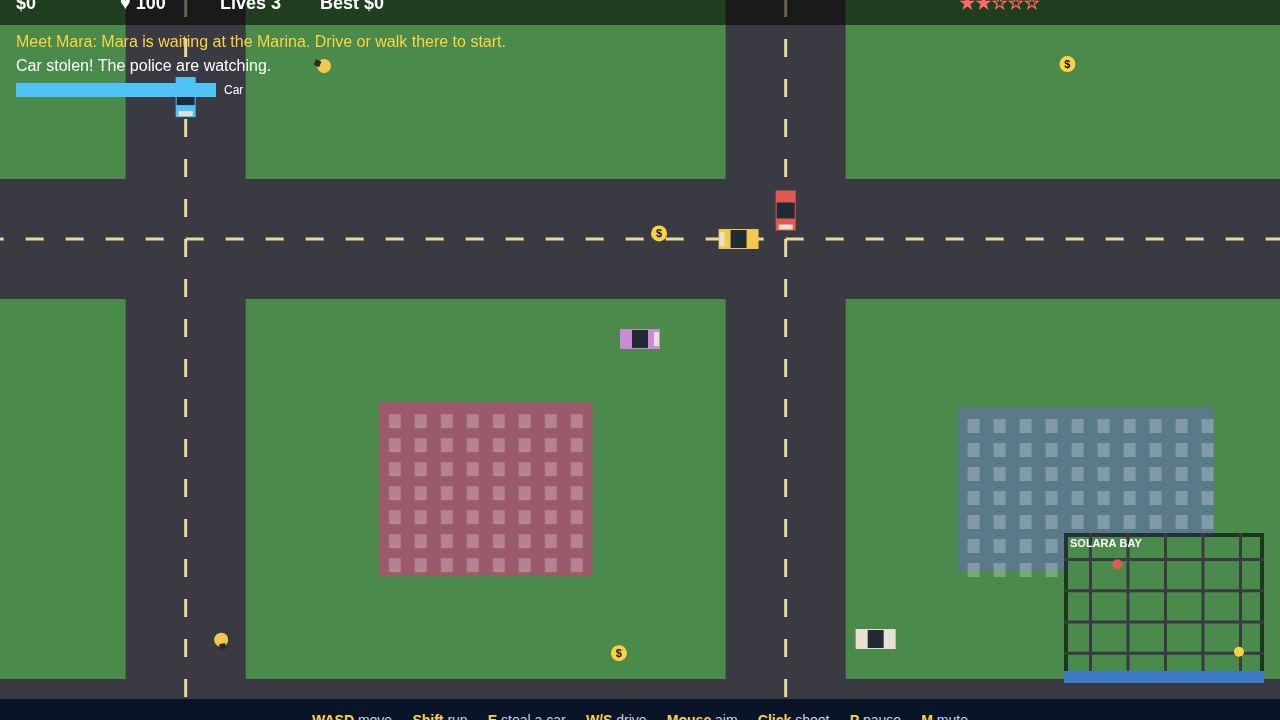 $0 ♥ 100 Lives 3 Best $0 ★★☆☆☆
Meet Mara: Mara is waiting at the Marina. Drive or walk there to start.
Car stolen! The police are watching.
Car
$
$
$
SOLARA BAY
WASD move Shift run E steal a car W/S drive Mouse aim Click shoot P pause M mute